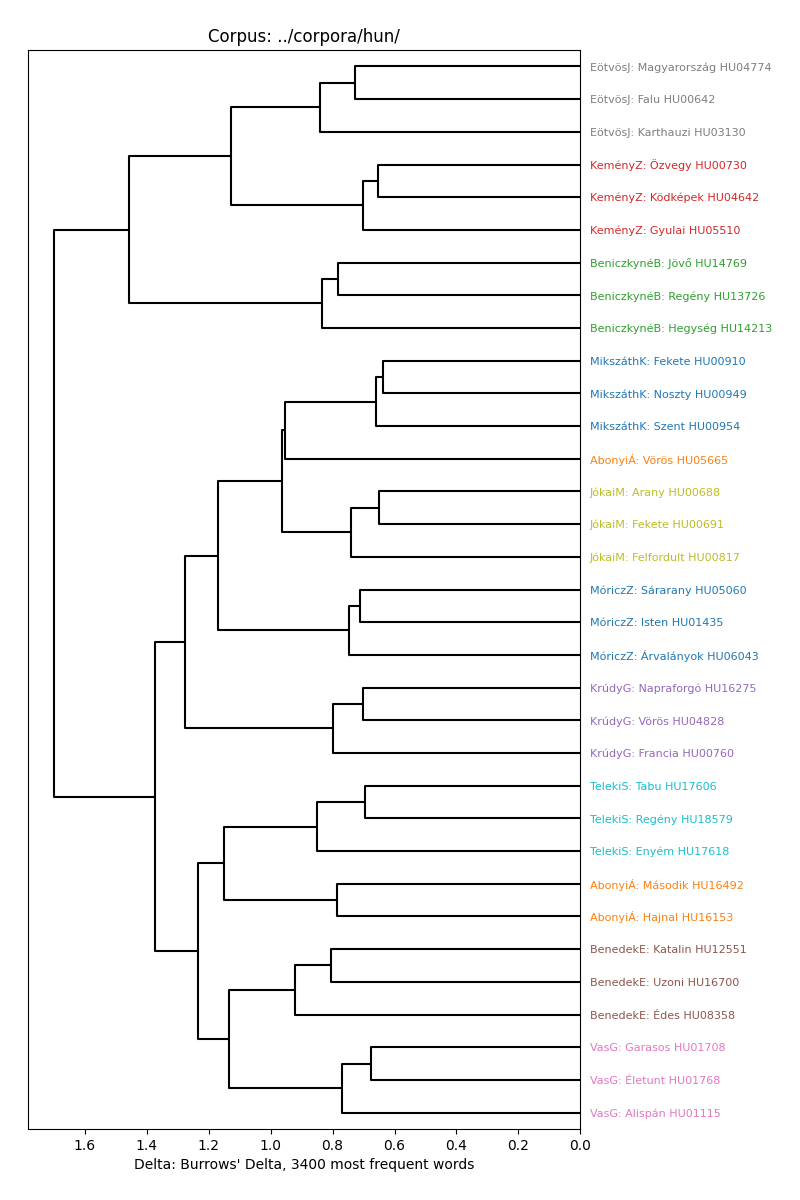 Corpus: ../corpora/hun/
EötvösJ: Magyarország HU04774
EötvösJ: Falu HU00642
EötvösJ: Karthauzi HU03130
KeményZ: Özvegy HU00730
KeményZ: Ködképek HU04642
KeményZ: Gyulai HU05510
BeniczkynéB: Jövő HU14769
BeniczkynéB: Regény HU13726
BeniczkynéB: Hegység HU14213
MikszáthK: Fekete HU00910
MikszáthK: Noszty HU00949
MikszáthK: Szent HU00954
AbonyiÁ: Vörös HU05665
JókaiM: Arany HU00688
JókaiM: Fekete HU00691
JókaiM: Felfordult HU00817
MóriczZ: Sárarany HU05060
MóriczZ: Isten HU01435
MóriczZ: Árvalányok HU06043
KrúdyG: Napraforgó HU16275
KrúdyG: Vörös HU04828
KrúdyG: Francia HU00760
TelekiS: Tabu HU17606
TelekiS: Regény HU18579
TelekiS: Enyém HU17618
AbonyiÁ: Második HU16492
AbonyiÁ: Hajnal HU16153
BenedekE: Katalin HU12551
BenedekE: Uzoni HU16700
BenedekE: Édes HU08358
VasG: Garasos HU01708
VasG: Életunt HU01768
VasG: Alispán HU01115
1.6 1.4 1.2 1.0 0.8 0.6 0.4 0.2 0.0
Delta: Burrows' Delta, 3400 most frequent words